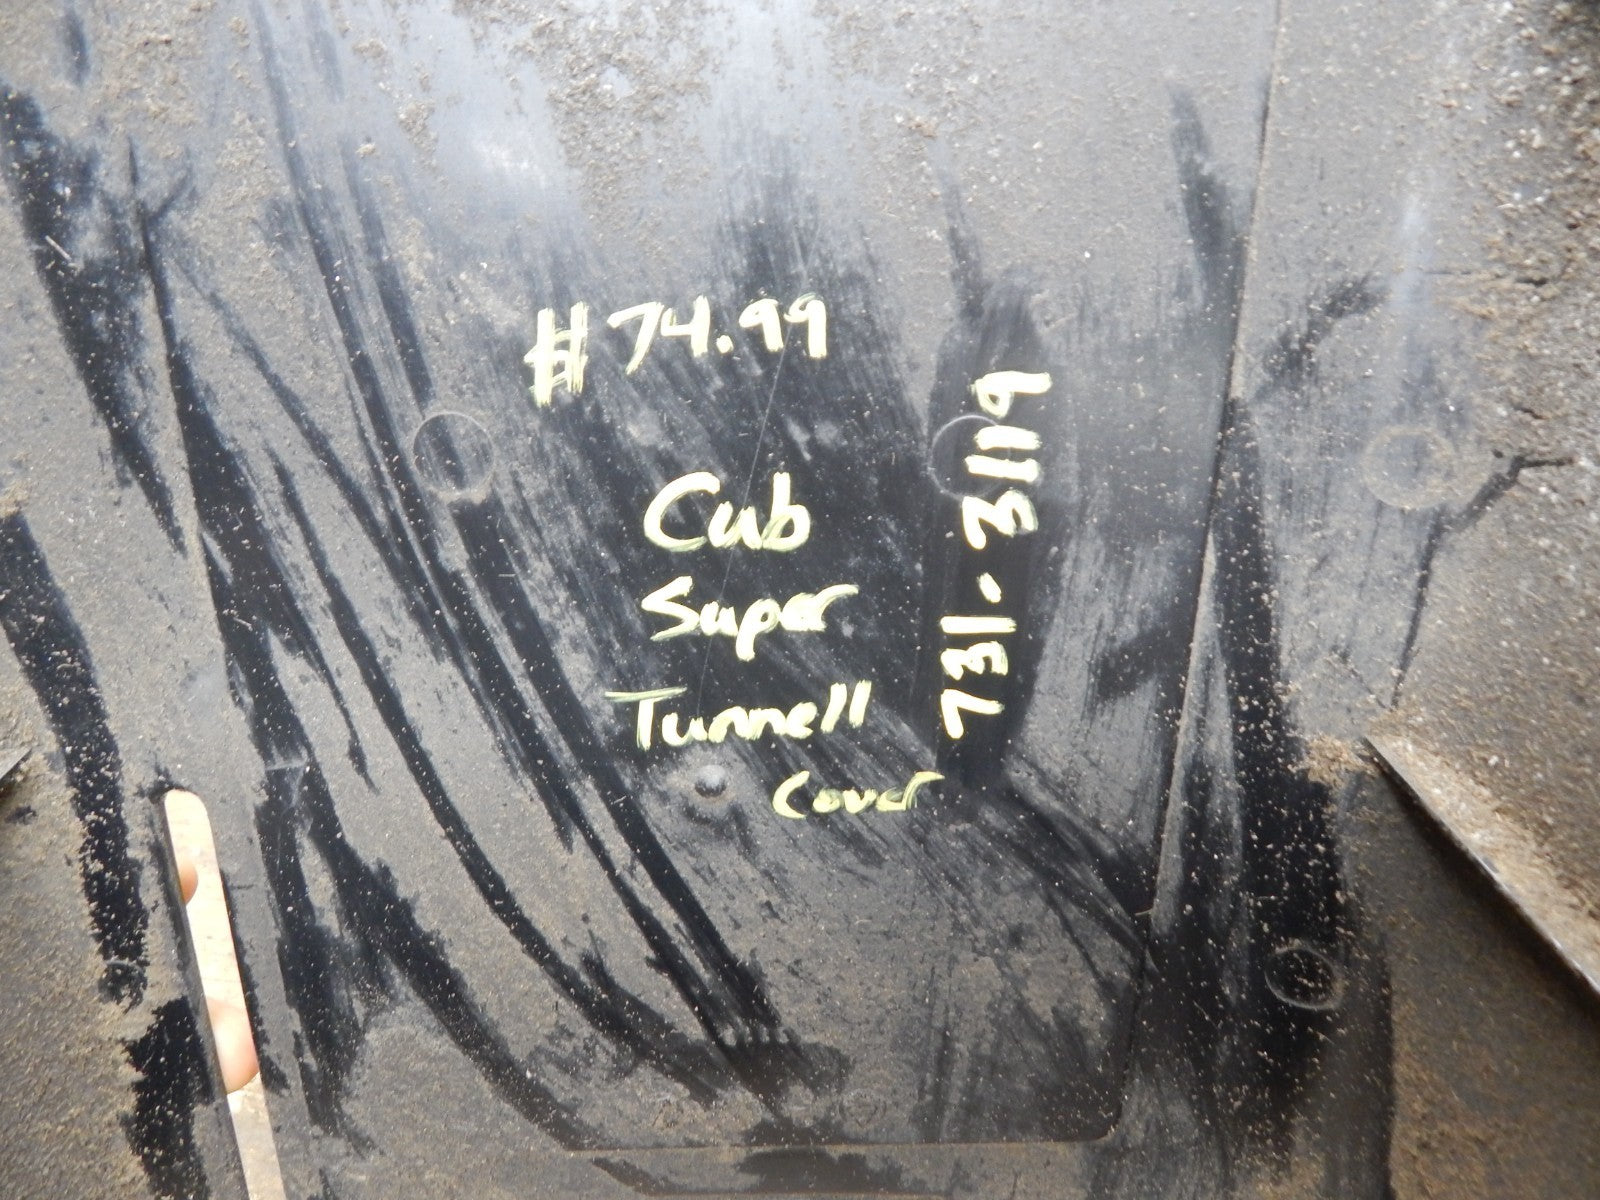 # 74.99
Cub
Super
Tunnell
Cover
731-3119